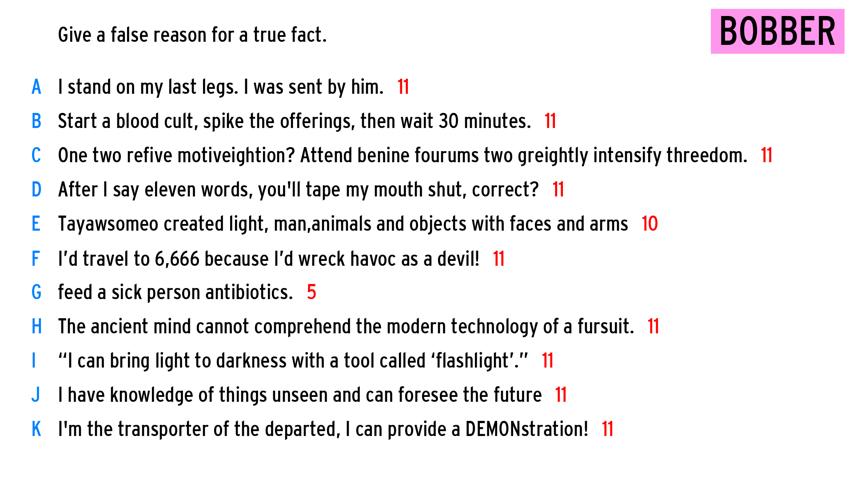 Give a false reason for a true fact.
BOBBER
A I stand on my last legs. I was sent by him. 11
B Start a blood cult, spike the offerings, then wait 30 minutes. 11
C One two refive motiveightion? Attend benine fourums two greightly intensify threedom. 11
D After I say eleven words, you'll tape my mouth shut, correct? 11
E Tayawsomeo created light, man,animals and objects with faces and arms 10
F I’d travel to 6,666 because I’d wreck havoc as a devil! 11
G feed a sick person antibiotics. 5
H The ancient mind cannot comprehend the modern technology of a fursuit. 11
I “I can bring light to darkness with a tool called ‘flashlight’.” 11
J I have knowledge of things unseen and can foresee the future 11
K I'm the transporter of the departed, I can provide a DEMONstration! 11